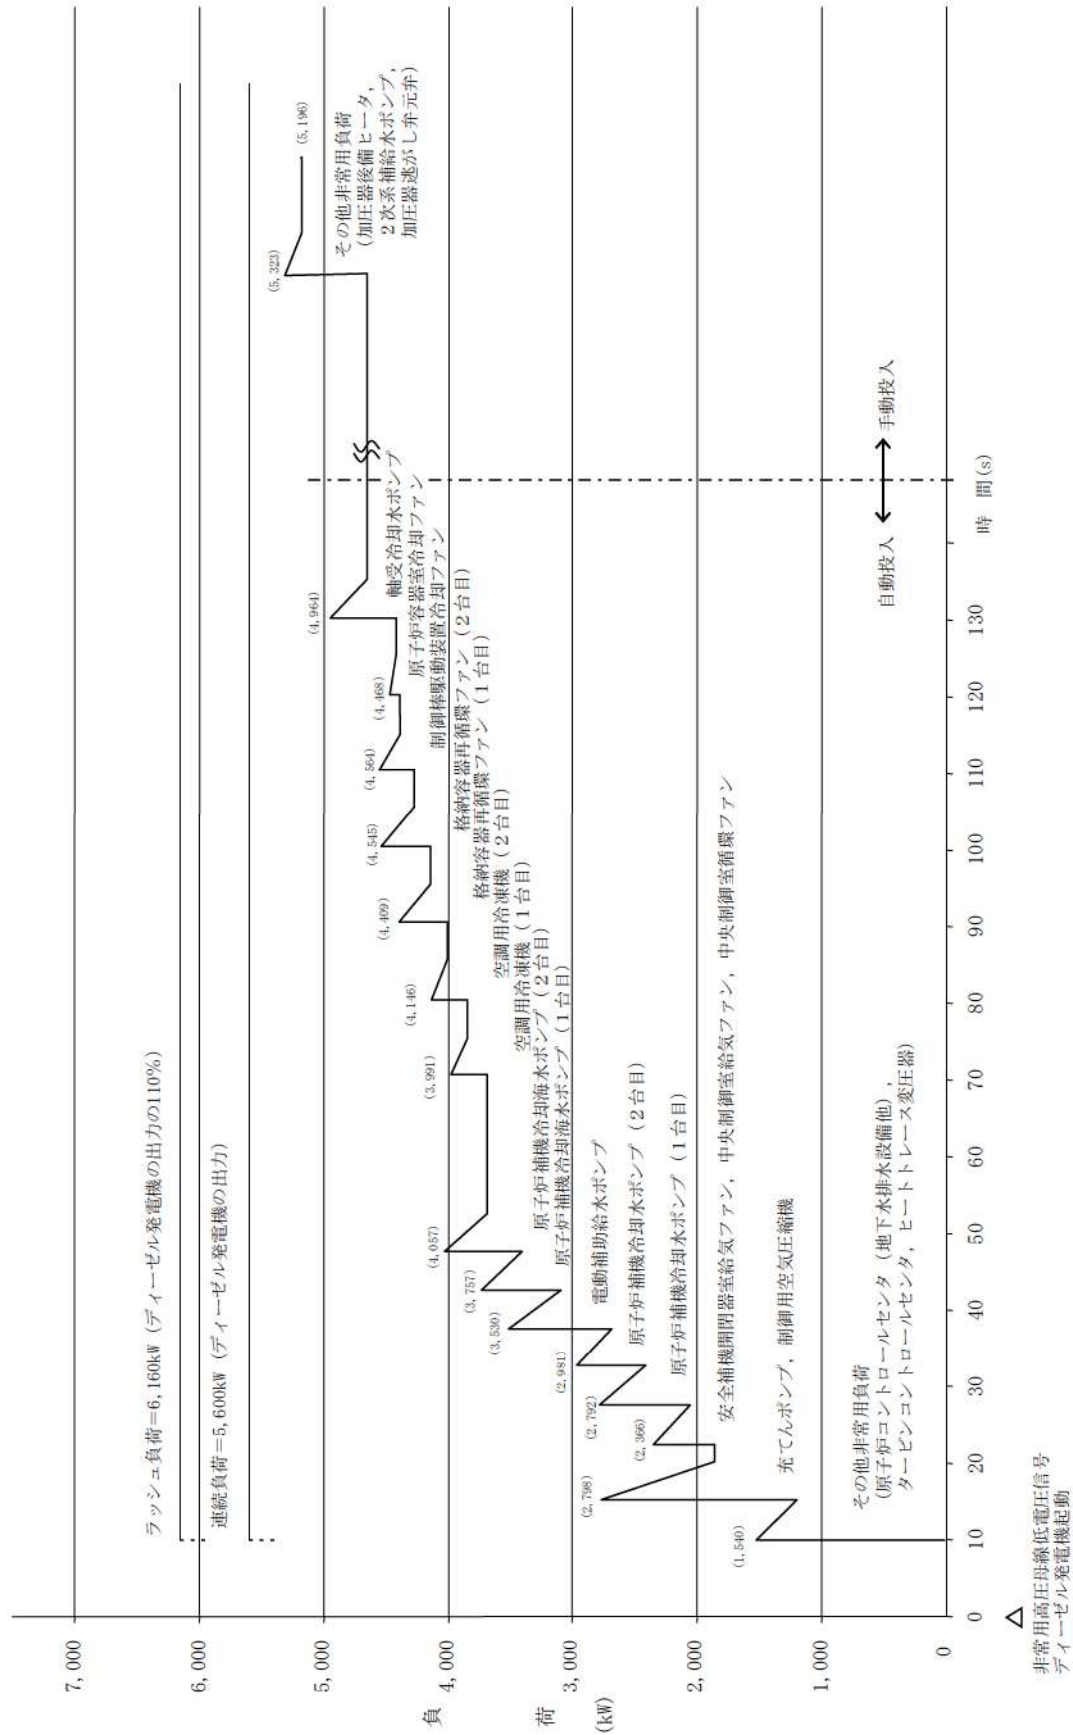 ラッシュ負荷=6,160kW (ディーゼル発電機の出力の110%)
連続負荷=5,600kW (ディーゼル発電機の出力)
7,000
6,000
5,000
4,000
3,000
2,000
1,000
0
負
荷
(kW)
(1,540)
(2,798)
(2,366)
(2,792)
(2,981)
(3,530)
(3,757)
(4,057)
(3,991)
(4,146)
(4,409)
(4,545)
(4,564)
(4,468)
(4,964)
(5,323)
(5,196)
その他非常用負荷
(加圧器後備ヒータ,
2次系補給水ポンプ,
加圧器逃がし弁元弁)
軸受冷却水ポンプ
原子炉容器室冷却ファン
制御棒駆動装置冷却ファン
格納容器再循環ファン (2台目)
格納容器再循環ファン (1台目)
空調用冷凍機 (2台目)
空調用冷凍機 (1台目)
原子炉補機冷却海水ポンプ (2台目)
原子炉補機冷却海水ポンプ (1台目)
電動補助給水ポンプ
原子炉補機冷却水ポンプ (2台目)
原子炉補機冷却水ポンプ (1台目)
安全補機開閉器室給気ファン, 中央制御室給気ファン, 中央制御室循環ファン
充てんポンプ, 制御用空気圧縮機
その他非常用負荷
(原子炉コントロールセンタ (地下水排水設備他),
タービンコントロールセンタ, ヒートトレース変圧器)
自動投入
手動投入
0
10
20
30
40
50
60
70
80
90
100
110
120
130
時 間(s)
非常用高圧母線低電圧信号
ディーゼル発電機起動